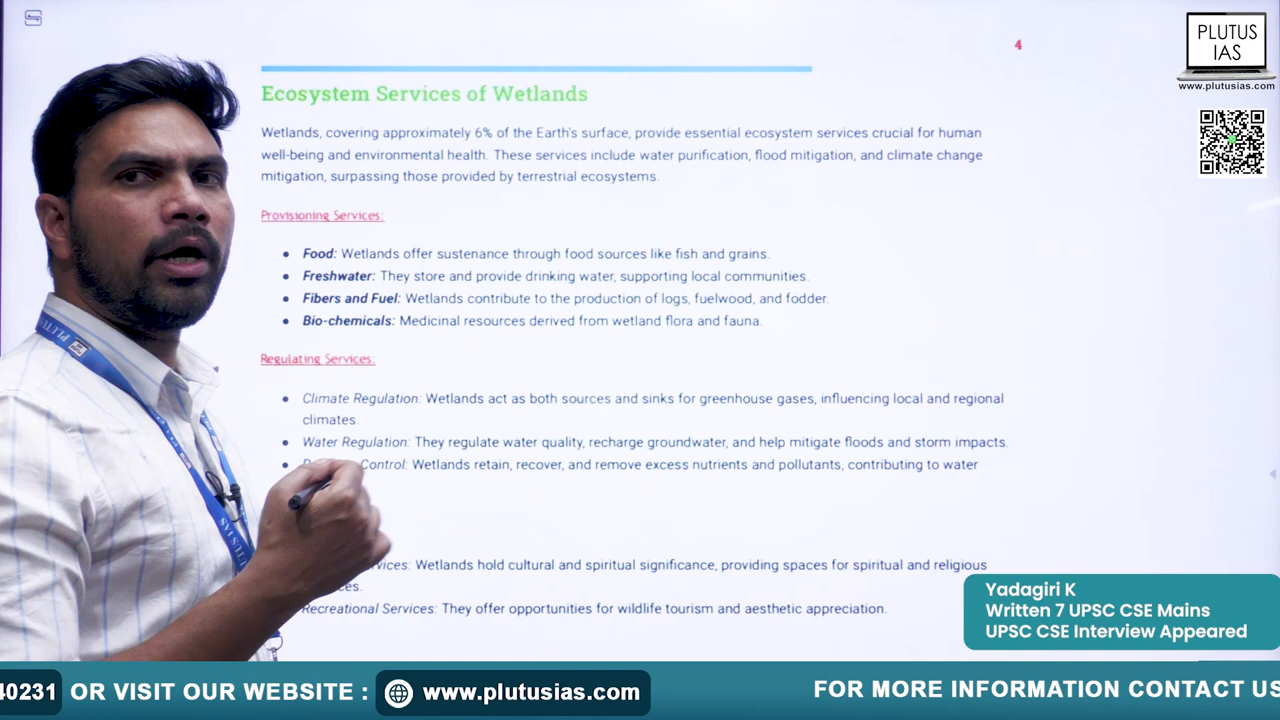 4
PLUTUS
IAS
www.plutusias.com
Ecosystem Services of Wetlands
Wetlands, covering approximately 6% of the Earth's surface, provide essential ecosystem services crucial for human
well-being and environmental health. These services include water purification, flood mitigation, and climate change
mitigation, surpassing those provided by terrestrial ecosystems.
Provisioning Services:
Food: Wetlands offer sustenance through food sources like fish and grains.
Freshwater: They store and provide drinking water, supporting local communities.
Fibers and Fuel: Wetlands contribute to the production of logs, fuelwood, and fodder.
Bio-chemicals: Medicinal resources derived from wetland flora and fauna.
Regulating Services:
Climate Regulation: Wetlands act as both sources and sinks for greenhouse gases, influencing local and regional
climates.
Water Regulation: They regulate water quality, recharge groundwater, and help mitigate floods and storm impacts.
Control: Wetlands retain, recover, and remove excess nutrients and pollutants, contributing to water
Wetlands hold cultural and spiritual significance, providing spaces for spiritual and religious
Recreational Services: They offer opportunities for wildlife tourism and aesthetic appreciation.
PLUTUS IAS
Yadagiri K
Written 7 UPSC CSE Mains
UPSC CSE Interview Appeared
40231 OR VISIT OUR WEBSITE : www.plutusias.com FOR MORE INFORMATION CONTACT US